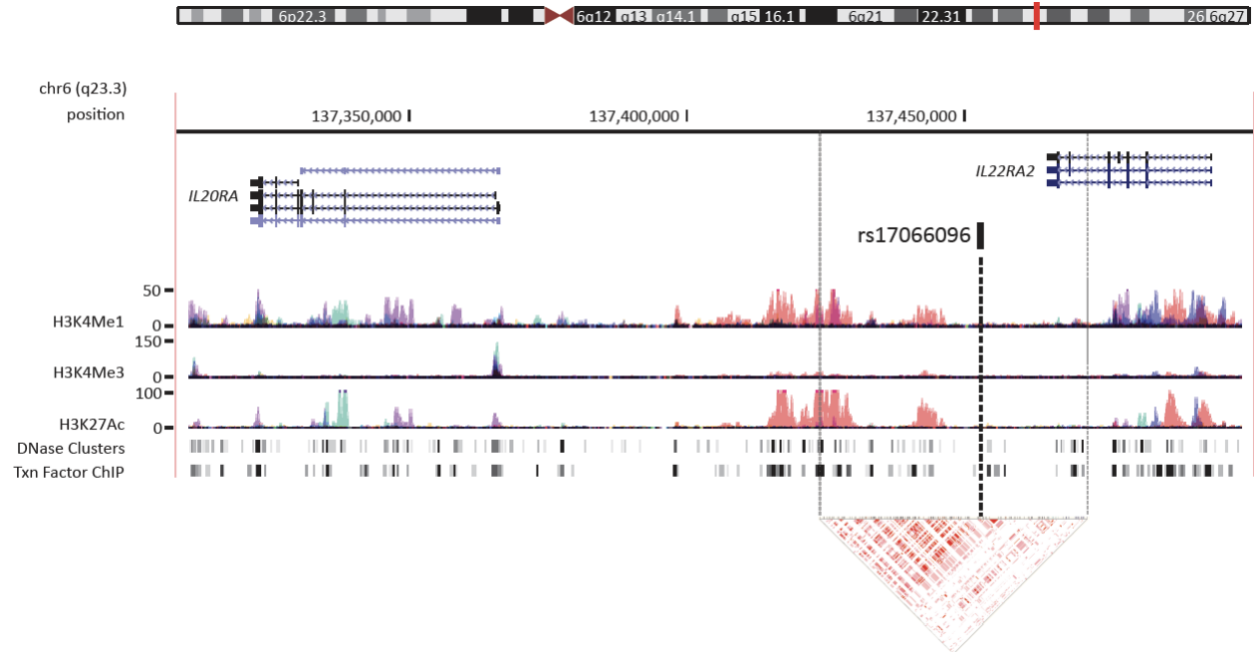 6p22.3 6q12 q13 q14.1 q15 16.1 6q21 22.31 26 6q27
chr6 (q23.3)
position 137,350,000 137,400,000 137,450,000
IL22RA2
IL20RA
rs17066096
50
H3K4Me1
0
150
H3K4Me3
0
100
H3K27Ac
0
DNase Clusters
Txn Factor ChIP